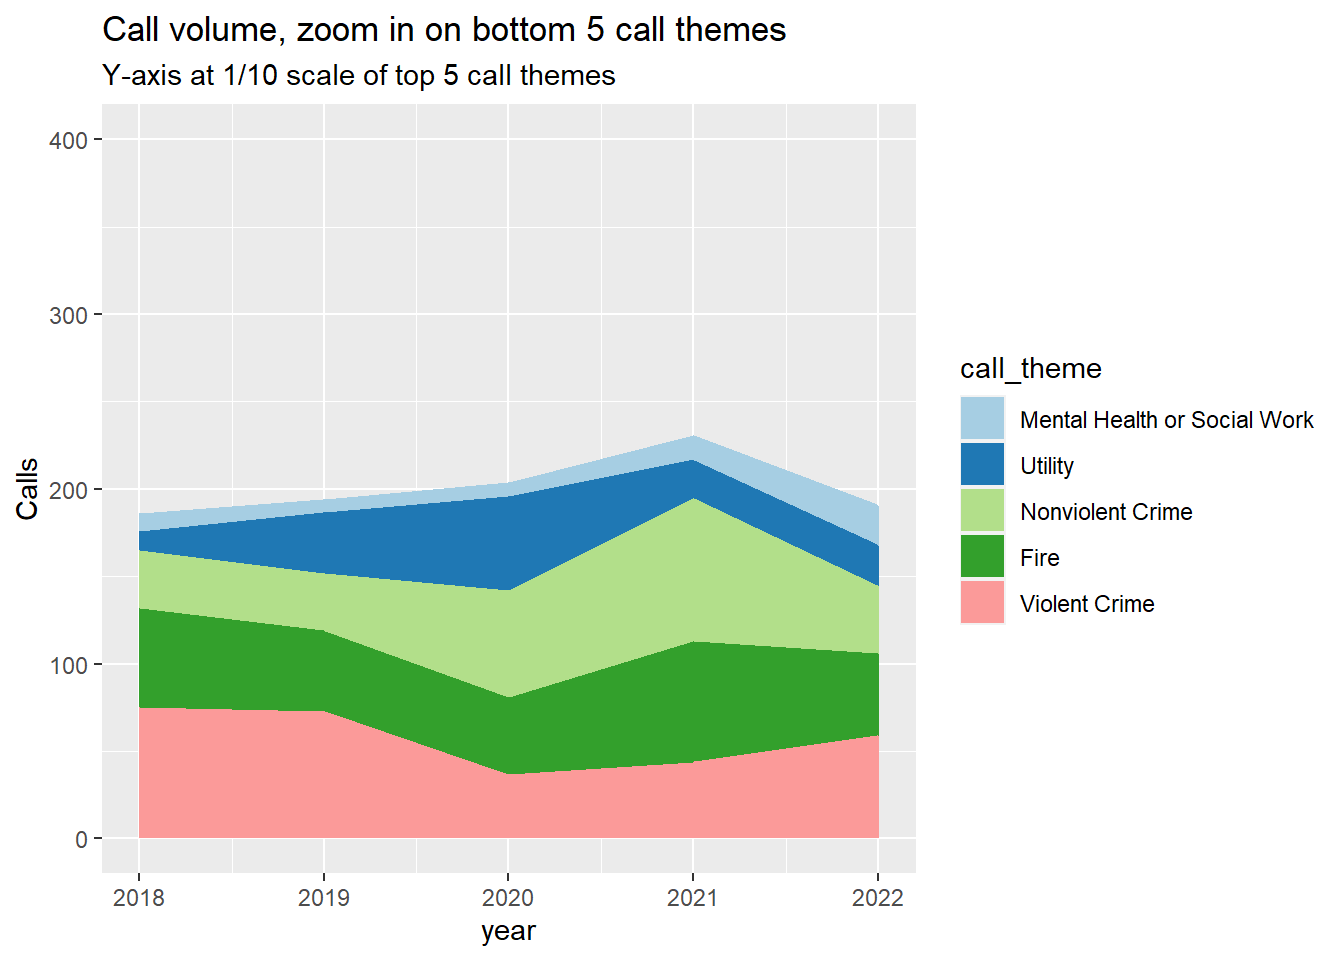 Call volume, zoom in on bottom 5 call themes
Y-axis at 1/10 scale of top 5 call themes
400
300
200
100
0
Calls
2018 2019 2020 2021 2022
year
call_theme
Mental Health or Social Work
Utility
Nonviolent Crime
Fire
Violent Crime